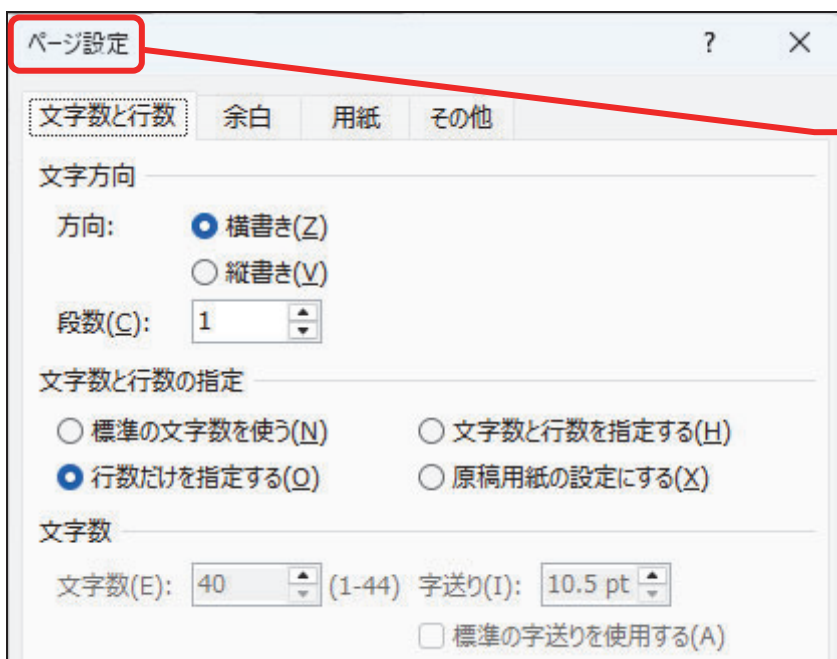 ページ設定 ? ×
文字数と行数 余白 用紙 その他
文字方向
方向: 横書き(Z)
縦書き(V)
段数(C): 1
文字数と行数の指定
標準の文字数を使う(N) 文字数と行数を指定する(H)
行数だけを指定する(O) 原稿用紙の設定にする(X)
文字数
文字数(E): 40 (1-44) 字送り(I): 10.5 pt
標準の字送りを使用する(A)